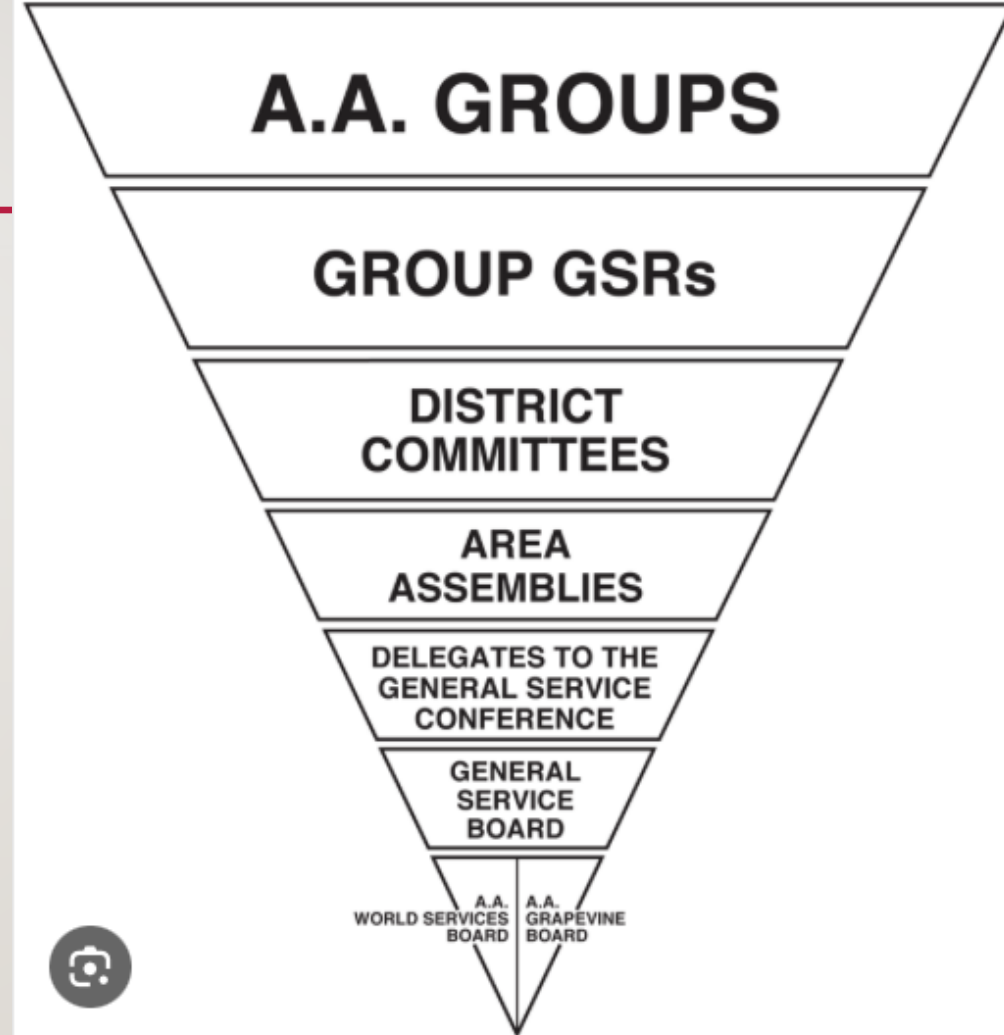 A.A. GROUPS
GROUP GSRs
DISTRICT
COMMITTEES
AREA
ASSEMBLIES
DELEGATES TO THE
GENERAL SERVICE
CONFERENCE
GENERAL
SERVICE
BOARD
A.A.
WORLD SERVICES
BOARD
A.A.
GRAPEVINE
BOARD